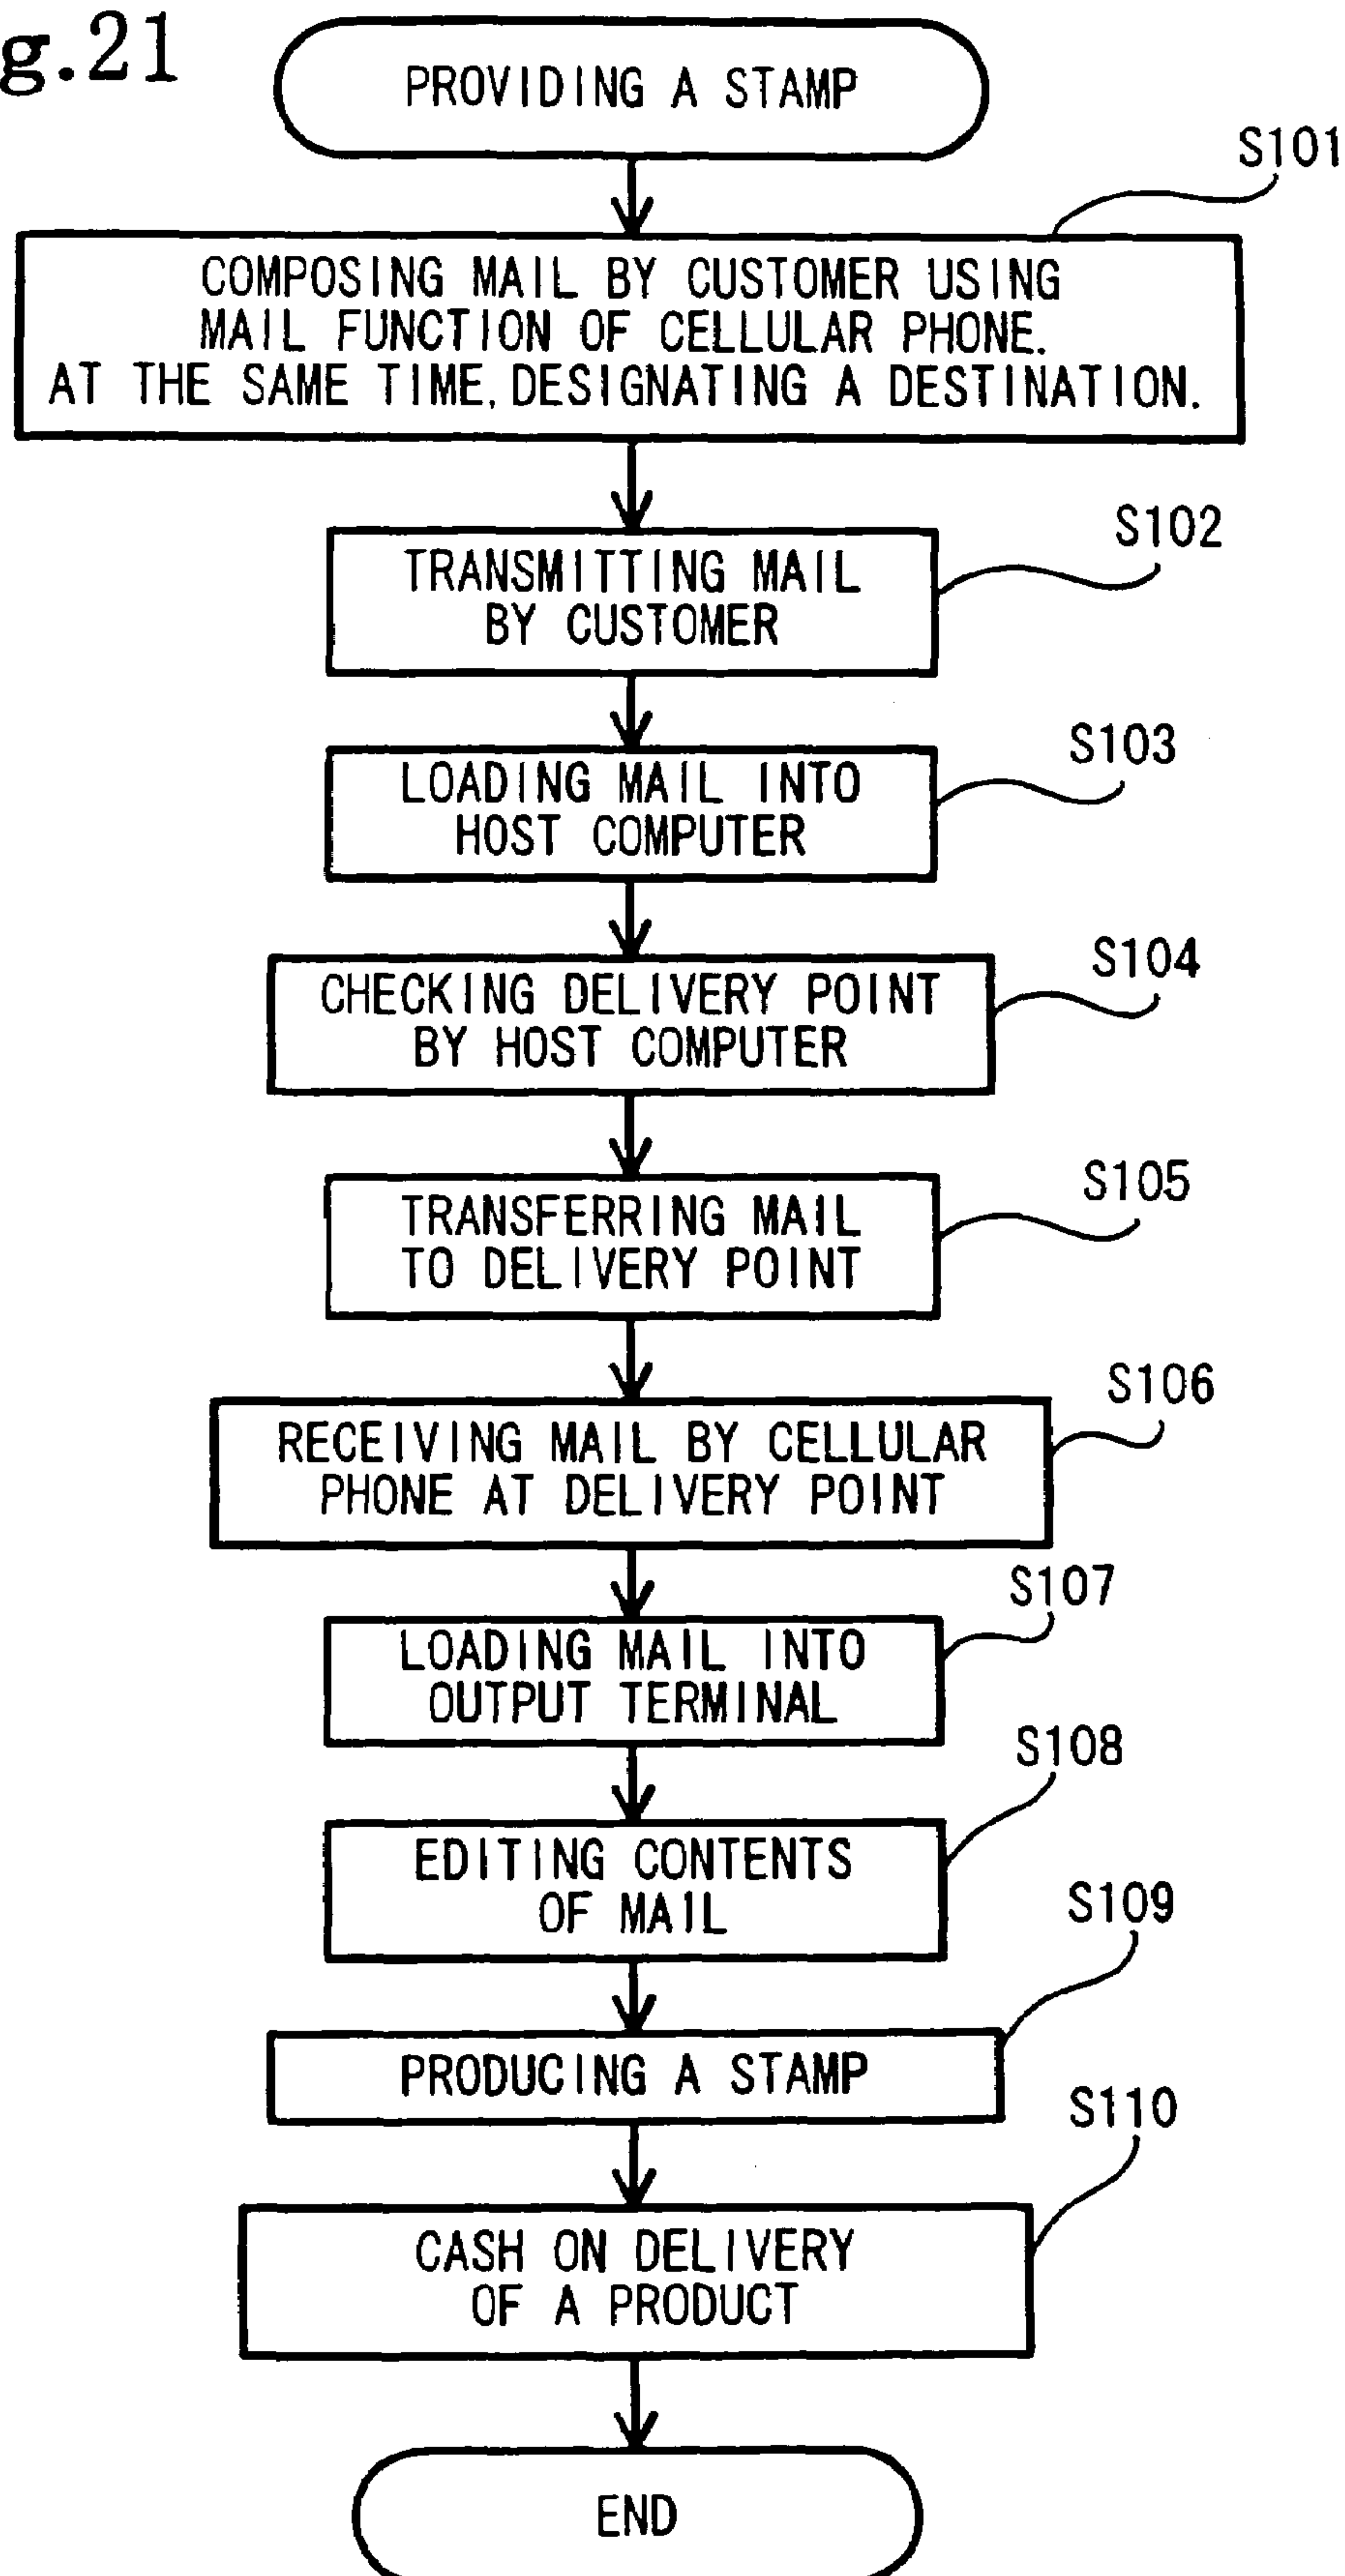 g.21
PROVIDING A STAMP
S101
COMPOSING MAIL BY CUSTOMER USING
MAIL FUNCTION OF CELLULAR PHONE.
AT THE SAME TIME, DESIGNATING A DESTINATION.
S102
TRANSMITTING MAIL
BY CUSTOMER
S103
LOADING MAIL INTO
HOST COMPUTER
S104
CHECKING DELIVERY POINT
BY HOST COMPUTER
S105
TRANSFERRING MAIL
TO DELIVERY POINT
S106
RECEIVING MAIL BY CELLULAR
PHONE AT DELIVERY POINT
S107
LOADING MAIL INTO
OUTPUT TERMINAL
S108
EDITING CONTENTS
OF MAIL
S109
PRODUCING A STAMP
S110
CASH ON DELIVERY
OF A PRODUCT
END